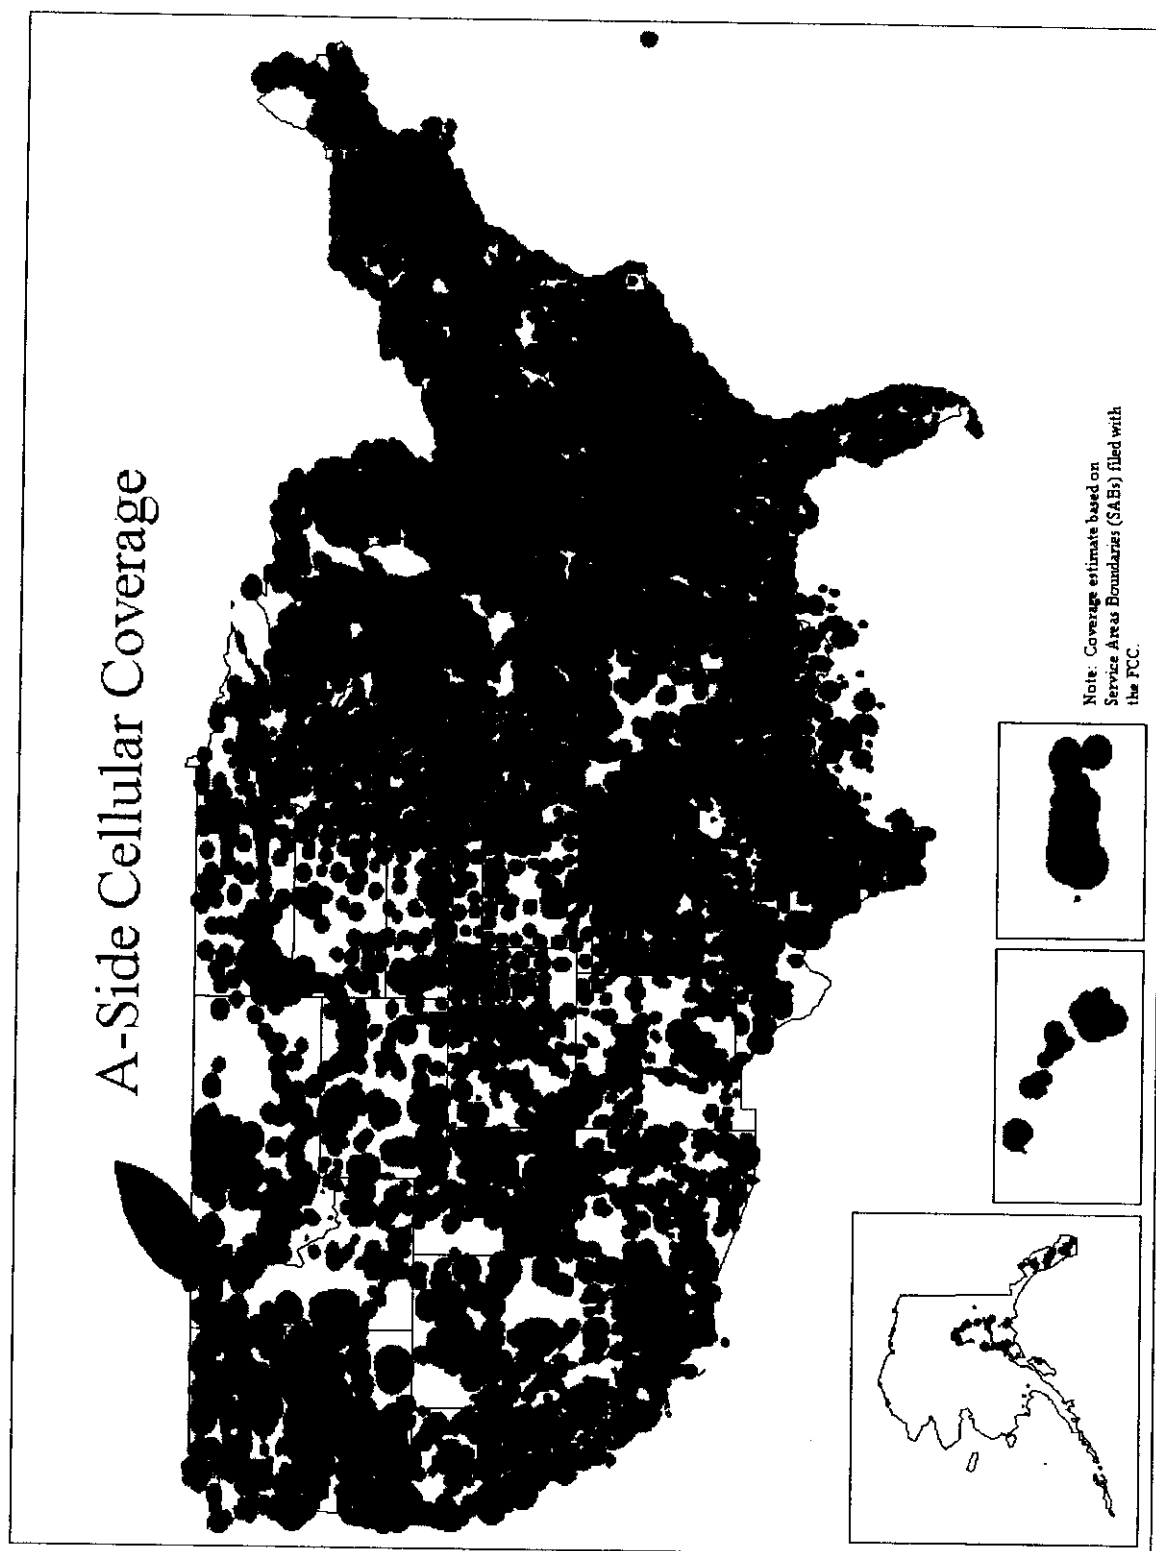 A-Side Cellular Coverage
Note: Coverage estimate based on
Service Areas Boundaries (SABs) filed with
the FCC.